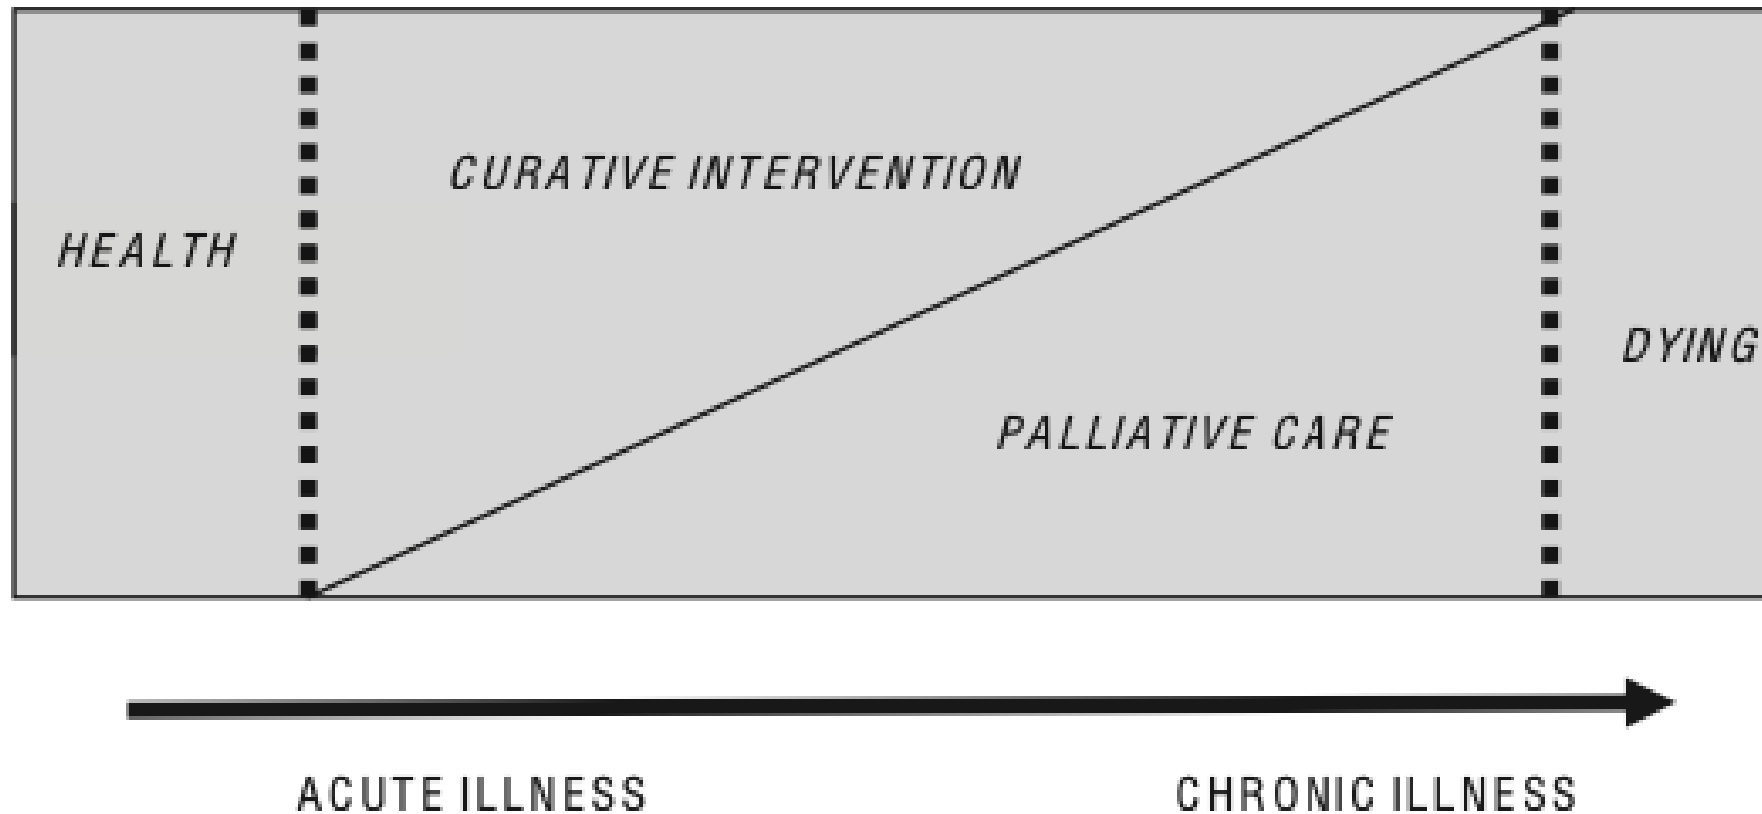 CURATIVE INTERVENTION
HEALTH
DYING
PALLIATIVE CARE
ACUTE ILLNESS
CHRONIC ILLNESS